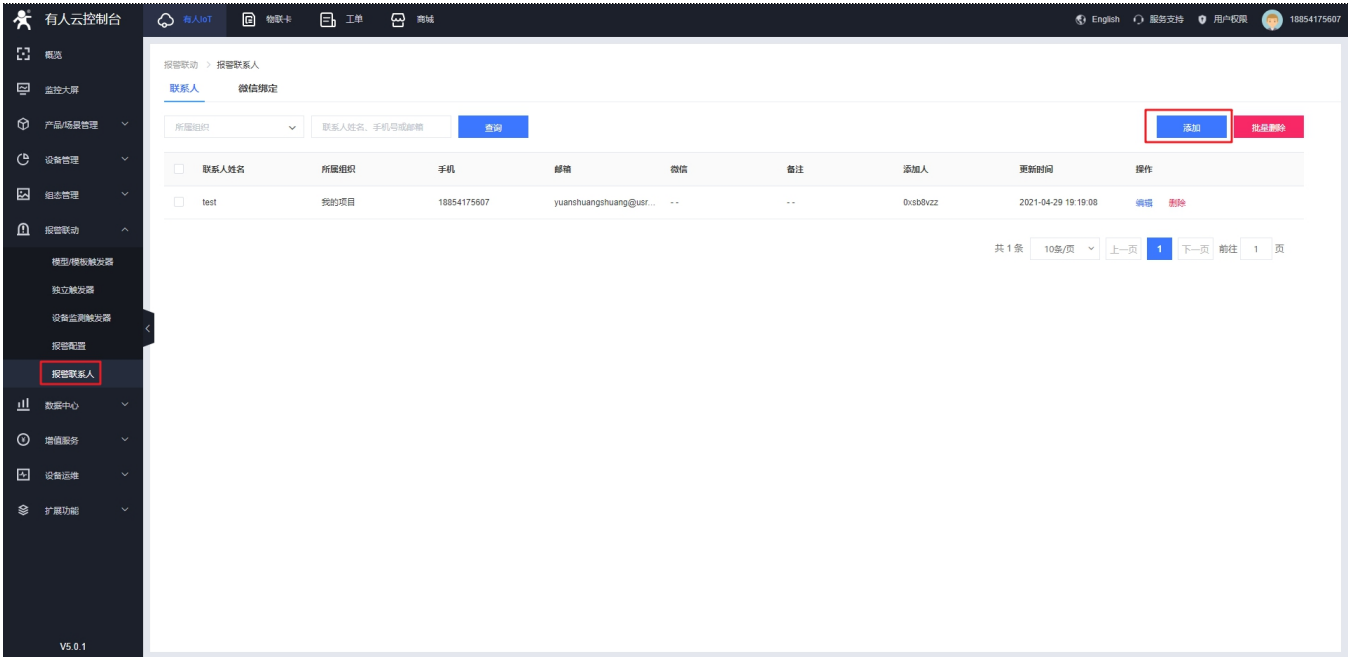 有人云控制台 有人IoT 物联卡 工单 商城 English 服务支持 用户权限 18854175607
概览
监控大屏
产品/场景管理
设备管理
组态管理
报警联动
模型/模板触发器
独立触发器
设备监测触发器
报警配置
报警联系人
数据中心
增值服务
设备运维
扩展功能
V5.0.1
报警联动 > 报警联系人
联系人 微信绑定
所属组织 联系人姓名、手机号或邮箱 查询 添加 批量删除
联系人姓名 所属组织 手机 邮箱 微信 备注 添加人 更新时间 操作
test 我的项目 18854175607 yuanshuangshuang@usr... -- -- 0xsb8vzz 2021-04-29 19:19:08 编辑 删除
共 1 条 10条/页 上一页 1 下一页 前往 1 页